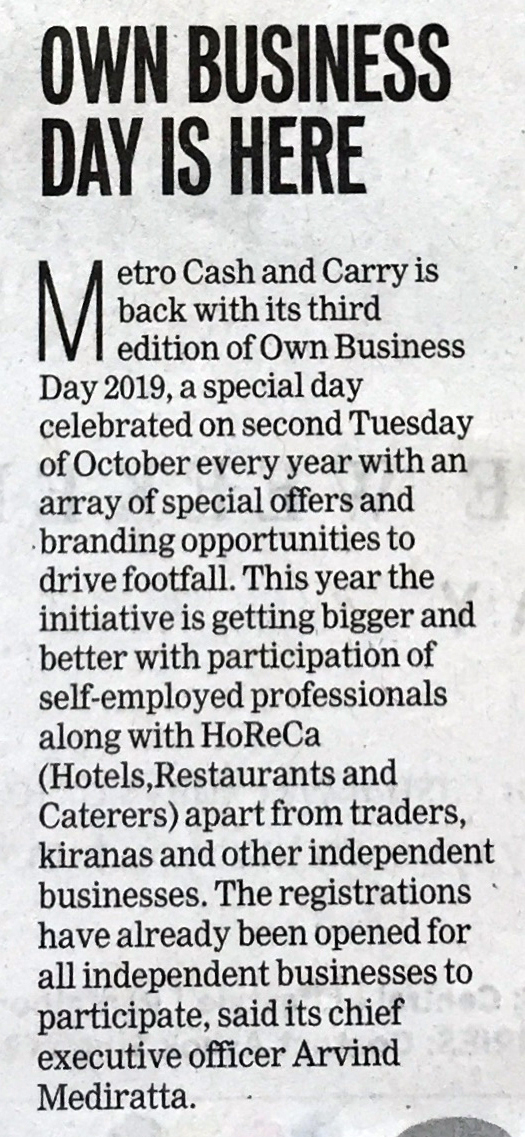 OWN BUSINESS
DAY IS HERE
Metro Cash and Carry is
back with its third
edition of Own Business
Day 2019, a special day
celebrated on second Tuesday
of October every year with an
array of special offers and
branding opportunities to
drive footfall. This year the
initiative is getting bigger and
better with participation of
self-employed professionals
along with HoReCa
(Hotels,Restaurants and
Caterers) apart from traders,
kiranas and other independent
businesses. The registrations
have already been opened for
all independent businesses to
participate, said its chief
executive officer Arvind
Mediratta.